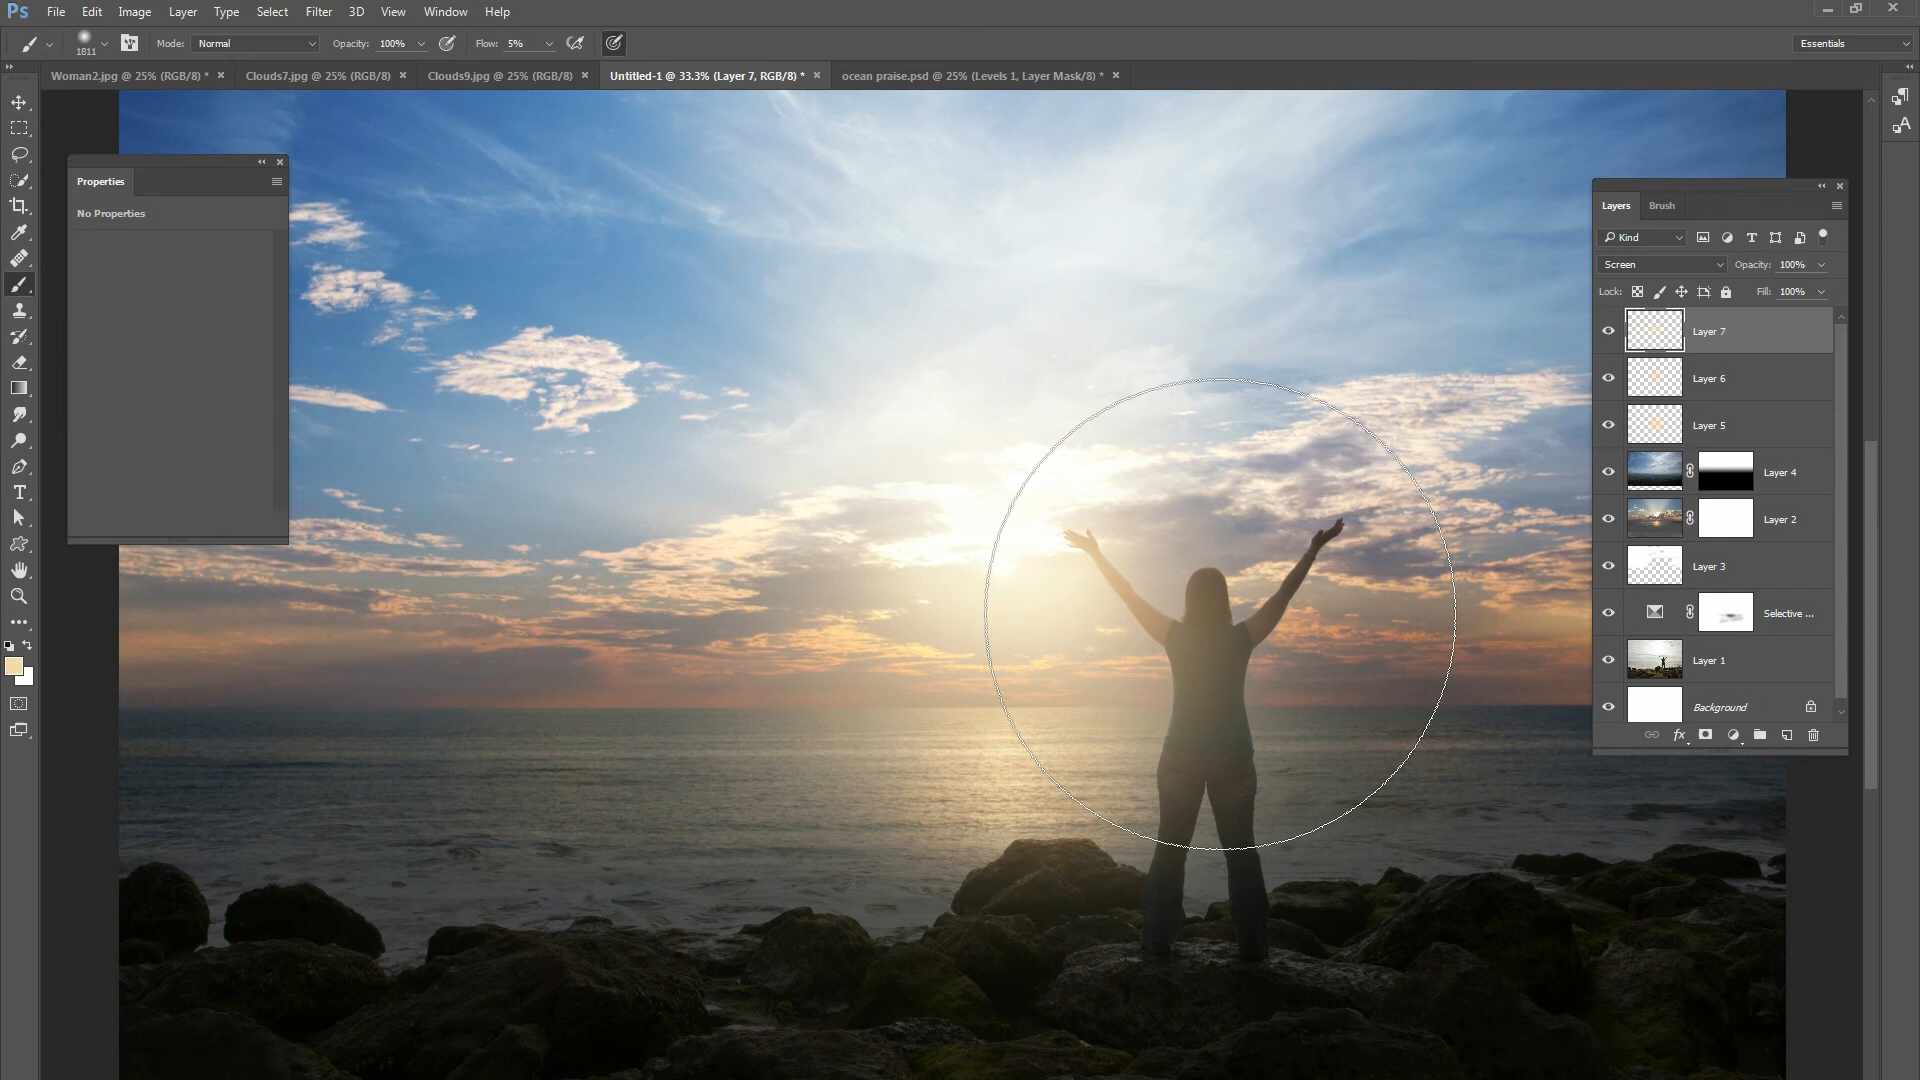 Ps File Edit Image Layer Type Select Filter 3D View Window Help
1811 Mode: Normal Opacity: 100% Flow: 5% Essentials
Woman2.jpg @ 25% (RGB/8) * × Clouds7.jpg @ 25% (RGB/8) × Clouds9.jpg @ 25% (RGB/8) × Untitled-1 @ 33.3% (Layer 7, RGB/8) * × ocean praise.psd @ 25% (Levels 1, Layer Mask/8) * ×
Properties
No Properties
Layers Brush
Kind
Screen Opacity: 100%
Lock: Fill: 100%
Layer 7
Layer 6
Layer 5
Layer 4
Layer 2
Layer 3
Selective ...
Layer 1
Background
fx